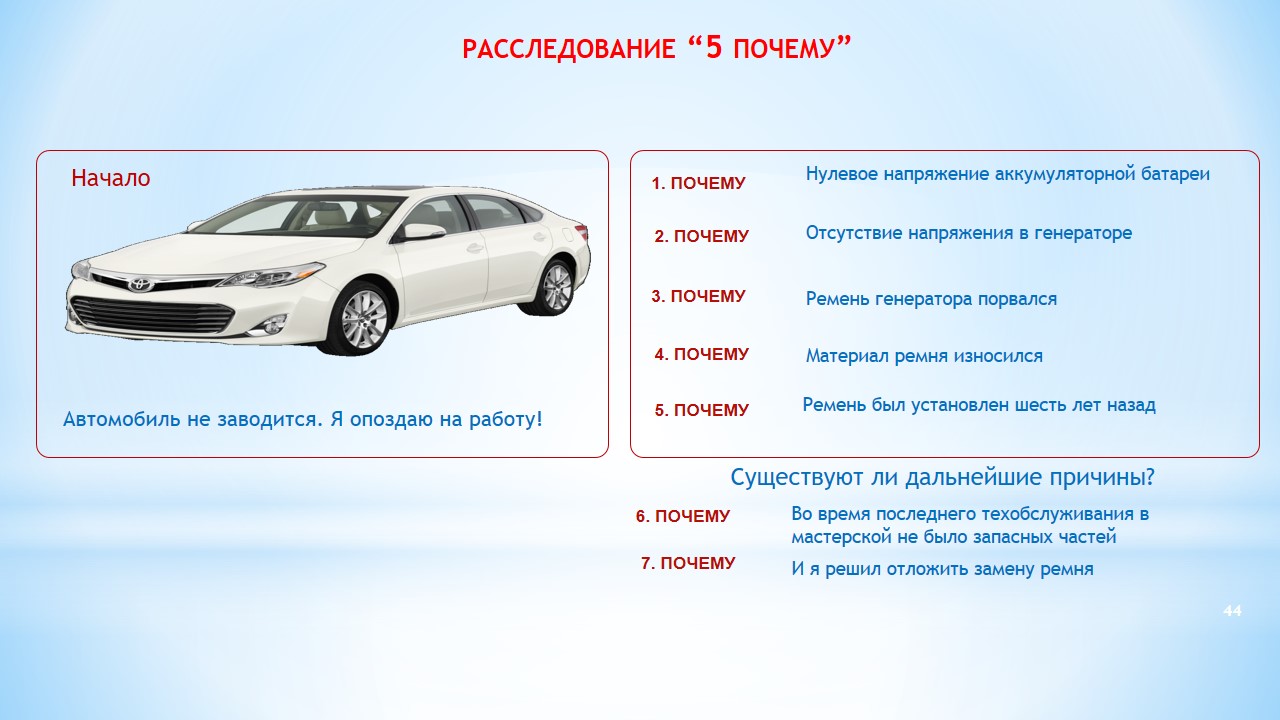 РАССЛЕДОВАНИЕ “5 ПОЧЕМУ”
Начало
Автомобиль не заводится. Я опоздаю на работу!
1. ПОЧЕМУ Нулевое напряжение аккумуляторной батареи
2. ПОЧЕМУ Отсутствие напряжения в генераторе
3. ПОЧЕМУ Ремень генератора порвался
4. ПОЧЕМУ Материал ремня износился
5. ПОЧЕМУ Ремень был установлен шесть лет назад
Существуют ли дальнейшие причины?
6. ПОЧЕМУ Во время последнего техобслуживания в
мастерской не было запасных частей
7. ПОЧЕМУ И я решил отложить замену ремня
44